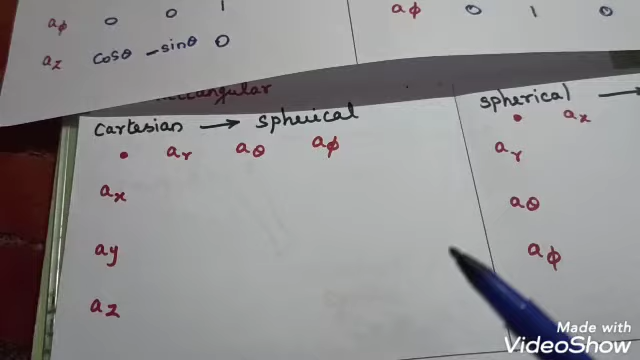 aϕ 0 0 1
az cosθ -sinθ 0
aϕ 0 1 0
Cartesian → spherical
• ar aθ aϕ
ax
ay
az
spherical →
• ax
ar
aθ
aϕ
Made with
VideoShow